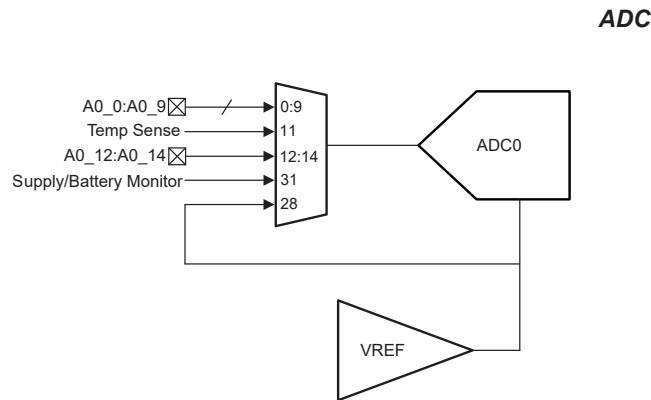 ADC
A0_0:A0_9
0:9
Temp Sense
11
A0_12:A0_14
12:14
Supply/Battery Monitor
31
28
ADC0
VREF